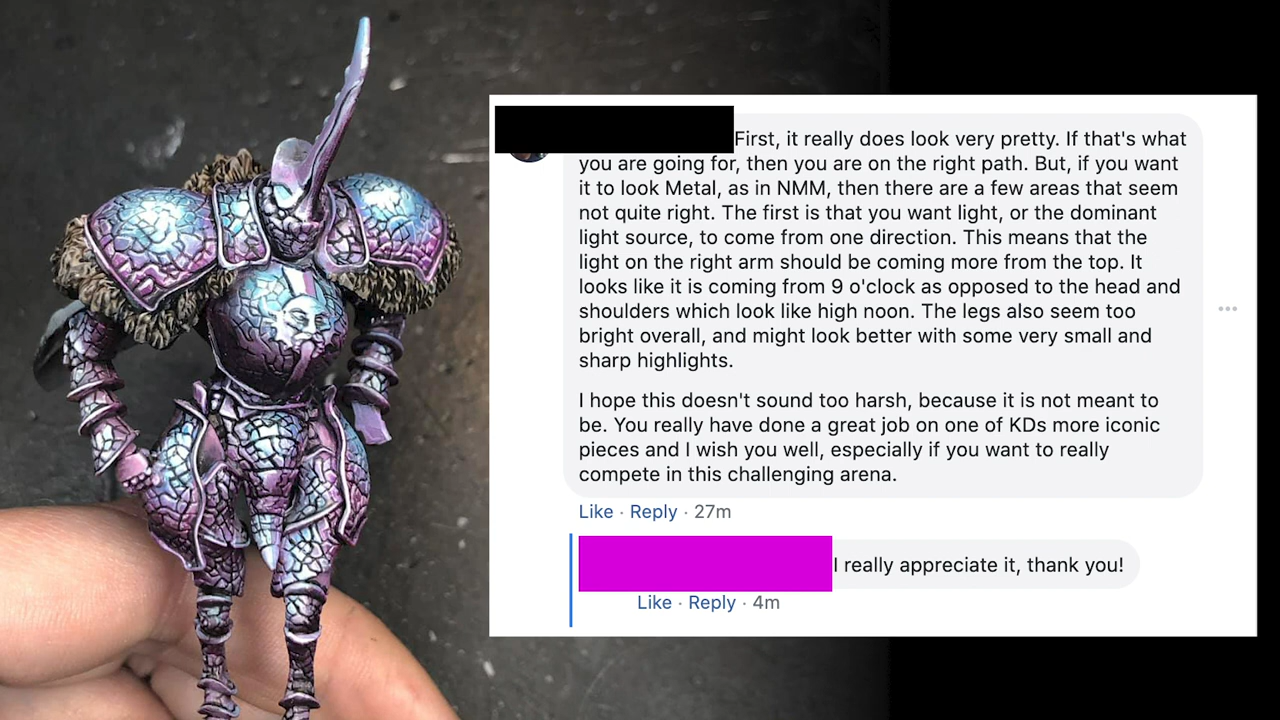 First, it really does look very pretty. If that's what
you are going for, then you are on the right path. But, if you want
it to look Metal, as in NMM, then there are a few areas that seem
not quite right. The first is that you want light, or the dominant
light source, to come from one direction. This means that the
light on the right arm should be coming more from the top. It
looks like it is coming from 9 o'clock as opposed to the head and
shoulders which look like high noon. The legs also seem too
bright overall, and might look better with some very small and
sharp highlights.
I hope this doesn't sound too harsh, because it is not meant to
be. You really have done a great job on one of KDs more iconic
pieces and I wish you well, especially if you want to really
compete in this challenging arena.
Like · Reply · 27m
I really appreciate it, thank you!
Like · Reply · 4m